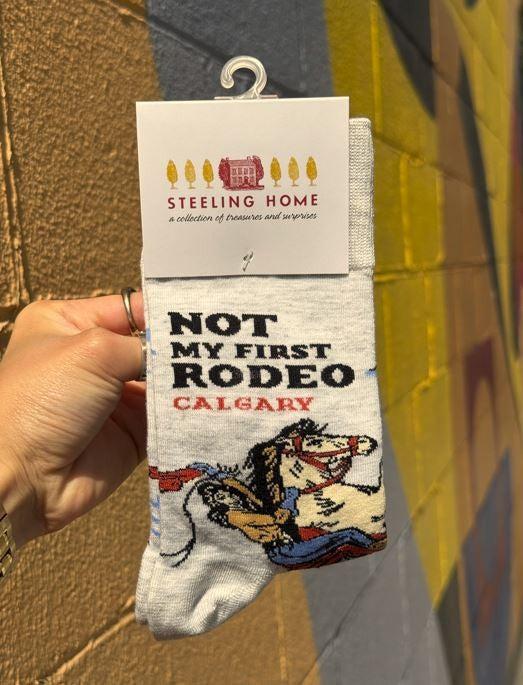 STEELING HOME
a collection of treasures and surprises
NOT
MY FIRST
RODEO
CALGARY